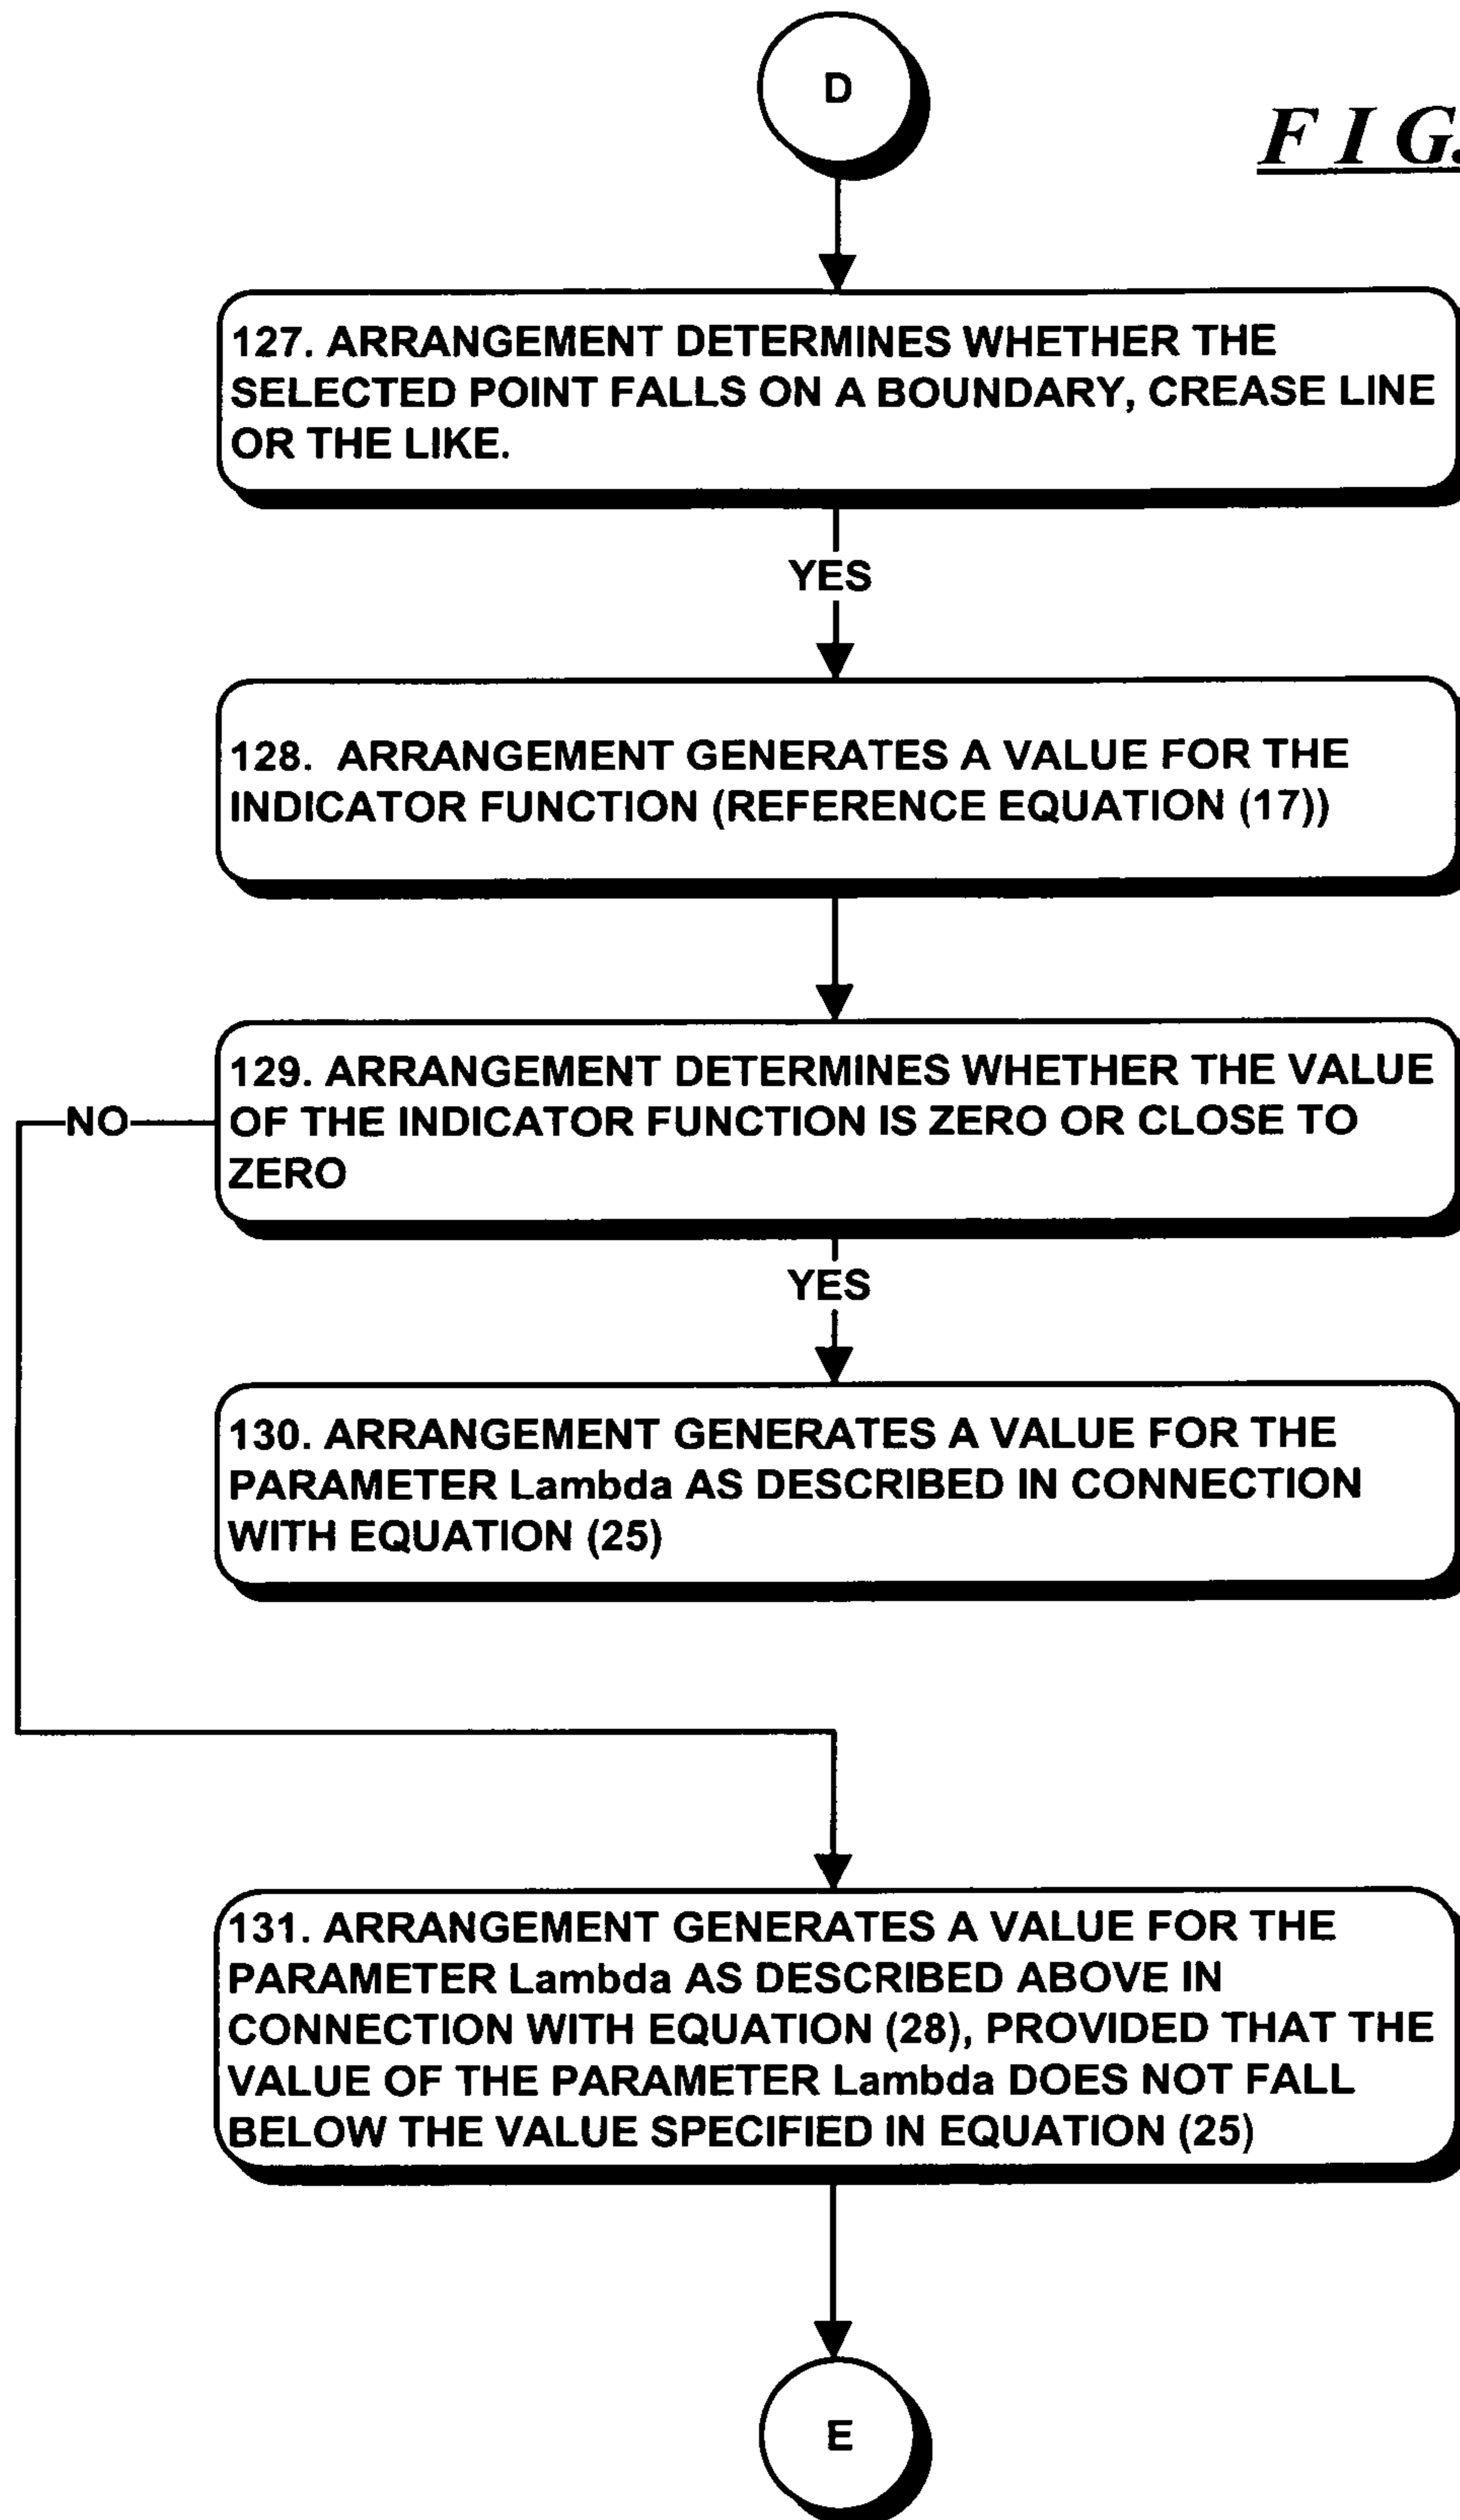 D
F I G.
127. ARRANGEMENT DETERMINES WHETHER THE
SELECTED POINT FALLS ON A BOUNDARY, CREASE LINE
OR THE LIKE.
YES
128. ARRANGEMENT GENERATES A VALUE FOR THE
INDICATOR FUNCTION (REFERENCE EQUATION (17))
129. ARRANGEMENT DETERMINES WHETHER THE VALUE
OF THE INDICATOR FUNCTION IS ZERO OR CLOSE TO
ZERO
NO
YES
130. ARRANGEMENT GENERATES A VALUE FOR THE
PARAMETER Lambda AS DESCRIBED IN CONNECTION
WITH EQUATION (25)
131. ARRANGEMENT GENERATES A VALUE FOR THE
PARAMETER Lambda AS DESCRIBED ABOVE IN
CONNECTION WITH EQUATION (28), PROVIDED THAT THE
VALUE OF THE PARAMETER Lambda DOES NOT FALL
BELOW THE VALUE SPECIFIED IN EQUATION (25)
E